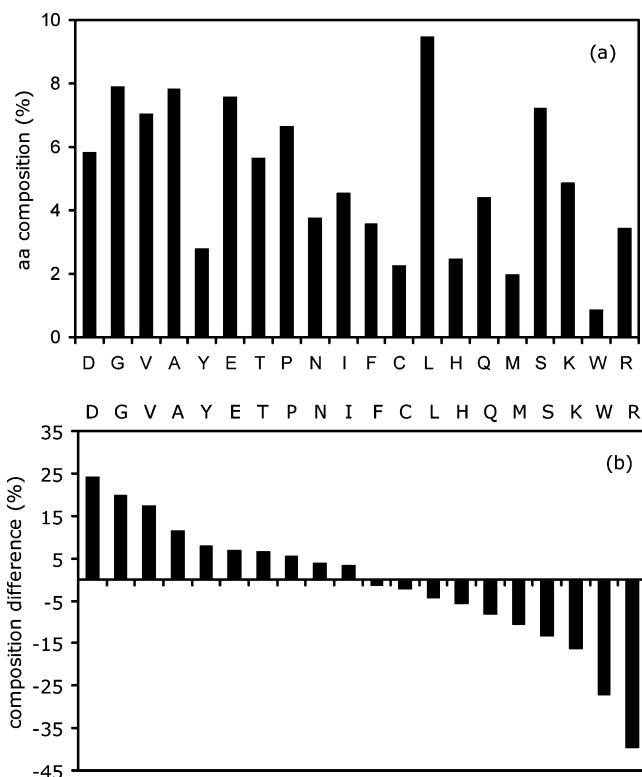 10
(a)
8
6
4
2
0
aa composition (%)
D G V A Y E T P N I F C L H Q M S K W R
D G V A Y E T P N I F C L H Q M S K W R
35
(b)
25
15
5
-5
-15
-25
-35
-45
composition difference (%)